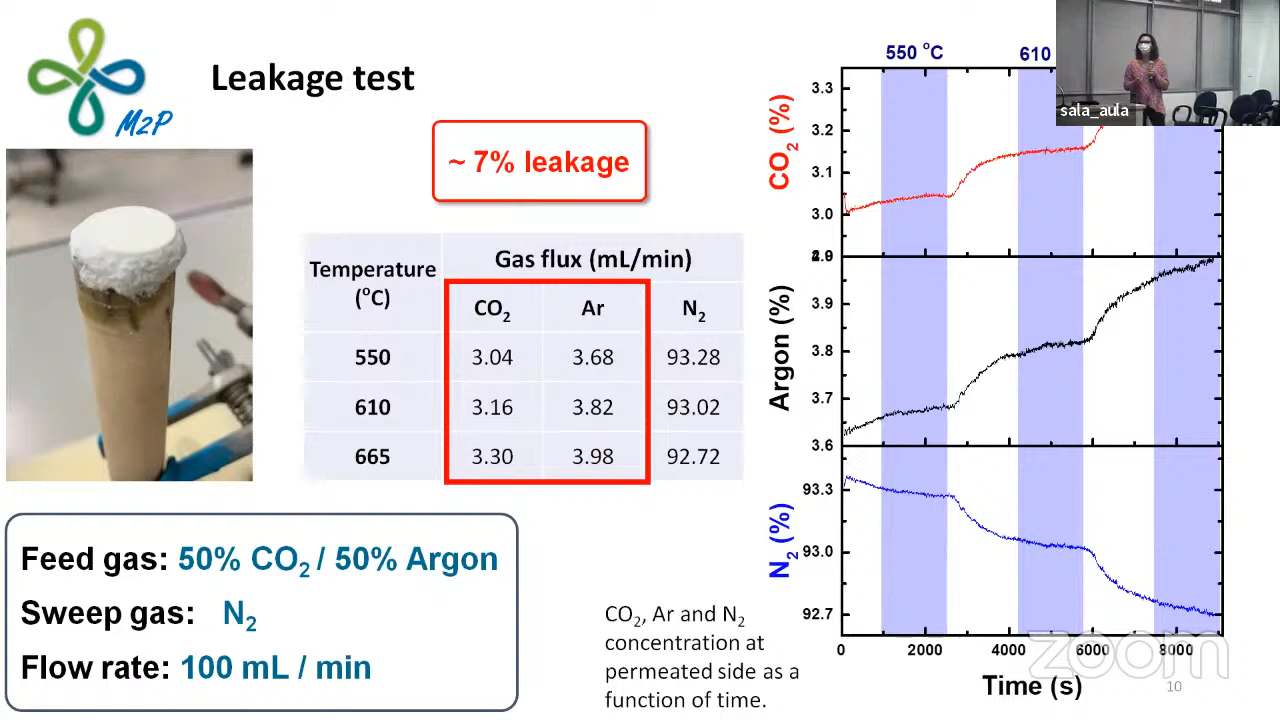 Leakage test
M2P
~ 7% leakage
Temperature (°C)
Gas flux (mL/min)
CO₂ Ar N₂
550 3.04 3.68 93.28
610 3.16 3.82 93.02
665 3.30 3.98 92.72
Feed gas: 50% CO₂ / 50% Argon
Sweep gas: N₂
Flow rate: 100 mL / min
CO₂, Ar and N₂
concentration at
permeated side as a
function of time.
550 °C 610
sala_aula
CO₂ (%)
3.3
3.2
3.1
3.0
Argon (%)
3.9
3.8
3.7
3.6
N₂ (%)
93.3
93.0
92.7
0 2000 4000 6000 8000
Time (s)
zoom
10